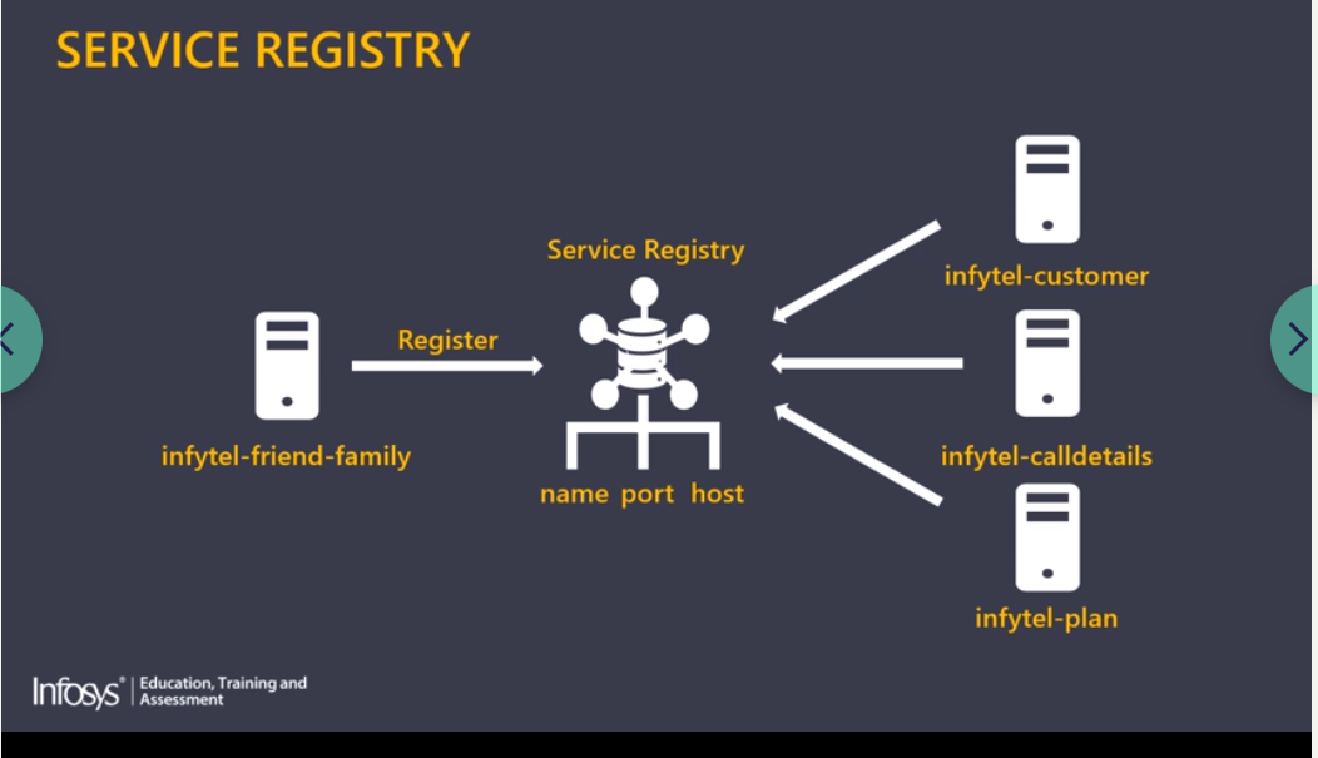 SERVICE REGISTRY
Service Registry
infytel-customer
Register
infytel-friend-family
infytel-calldetails
name port host
infytel-plan
Infosys® | Education, Training and
Assessment